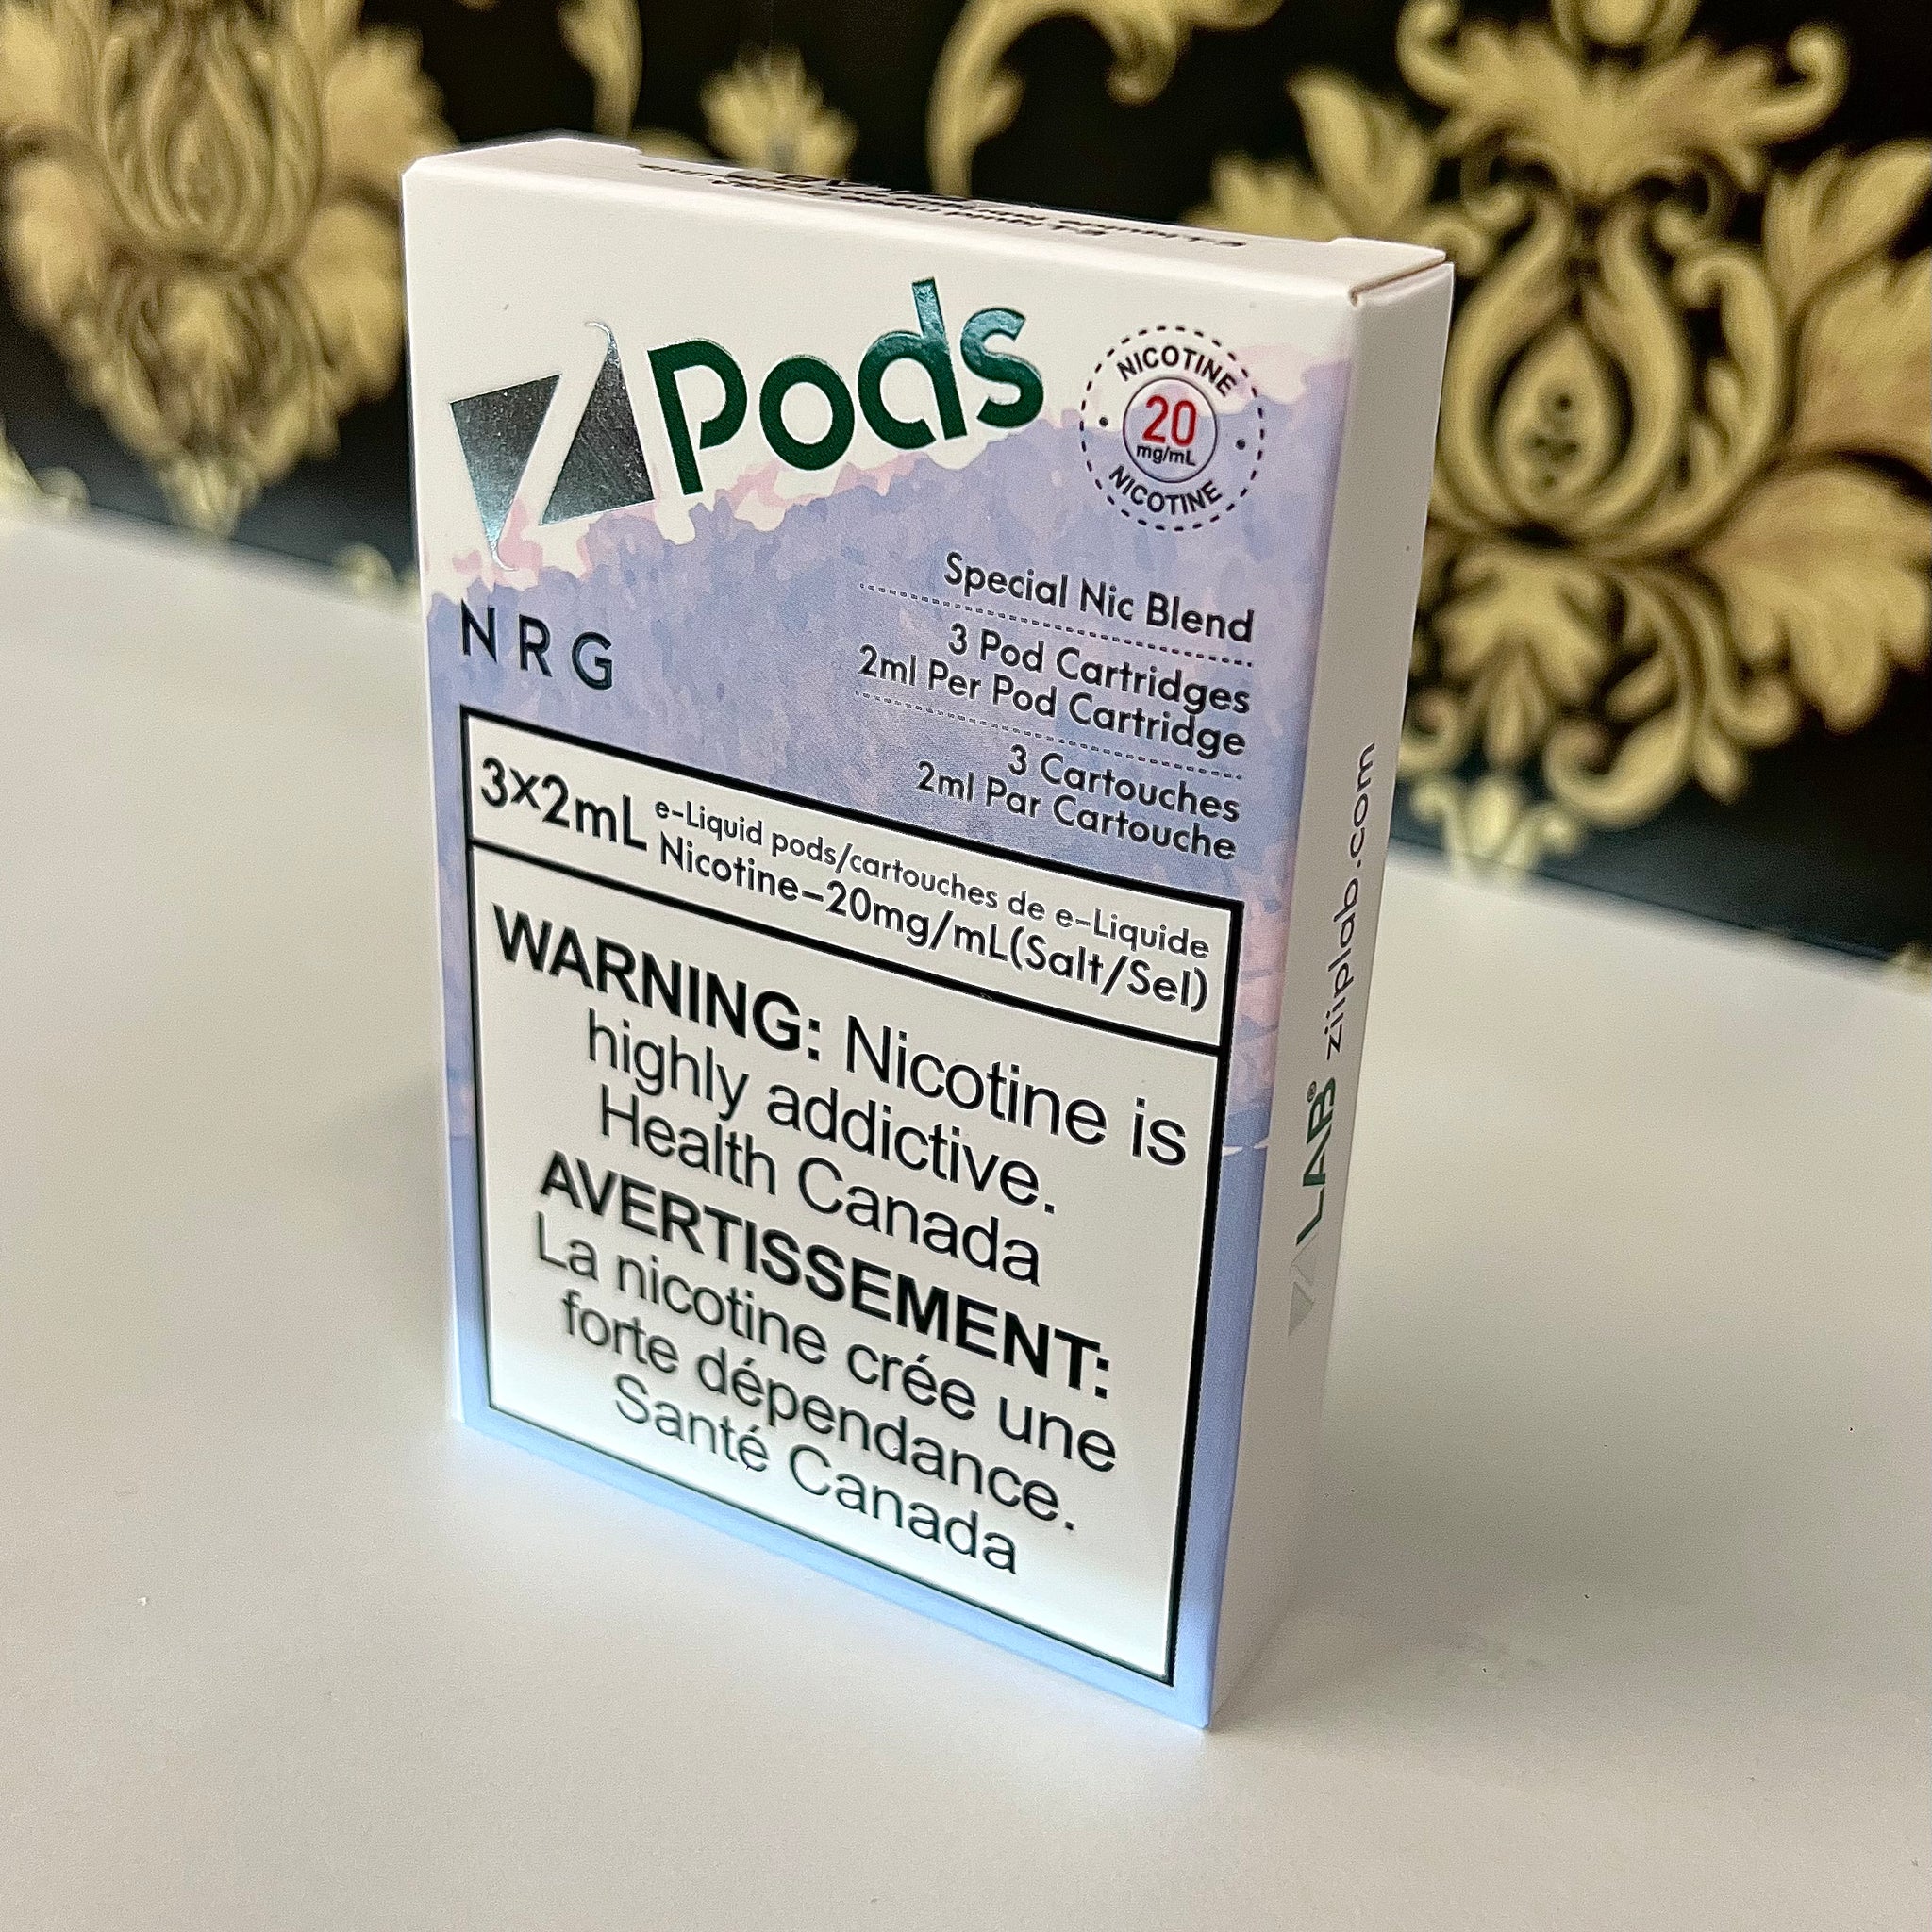 Z Pods
NICOTINE
20
mg/mL
NICOTINE
Special Nic Blend
3 Pod Cartridges
2ml Per Pod Cartridge
3 Cartouches
2ml Par Cartouche
NRG
3×2mL
e-Liquid pods/cartouches de e-Liquide
Nicotine–20mg/mL(Salt/Sel)
WARNING: Nicotine is
highly addictive.
Health Canada
AVERTISSEMENT:
La nicotine crée une
forte dépendance.
Santé Canada
Z LAB® ziiplab.com